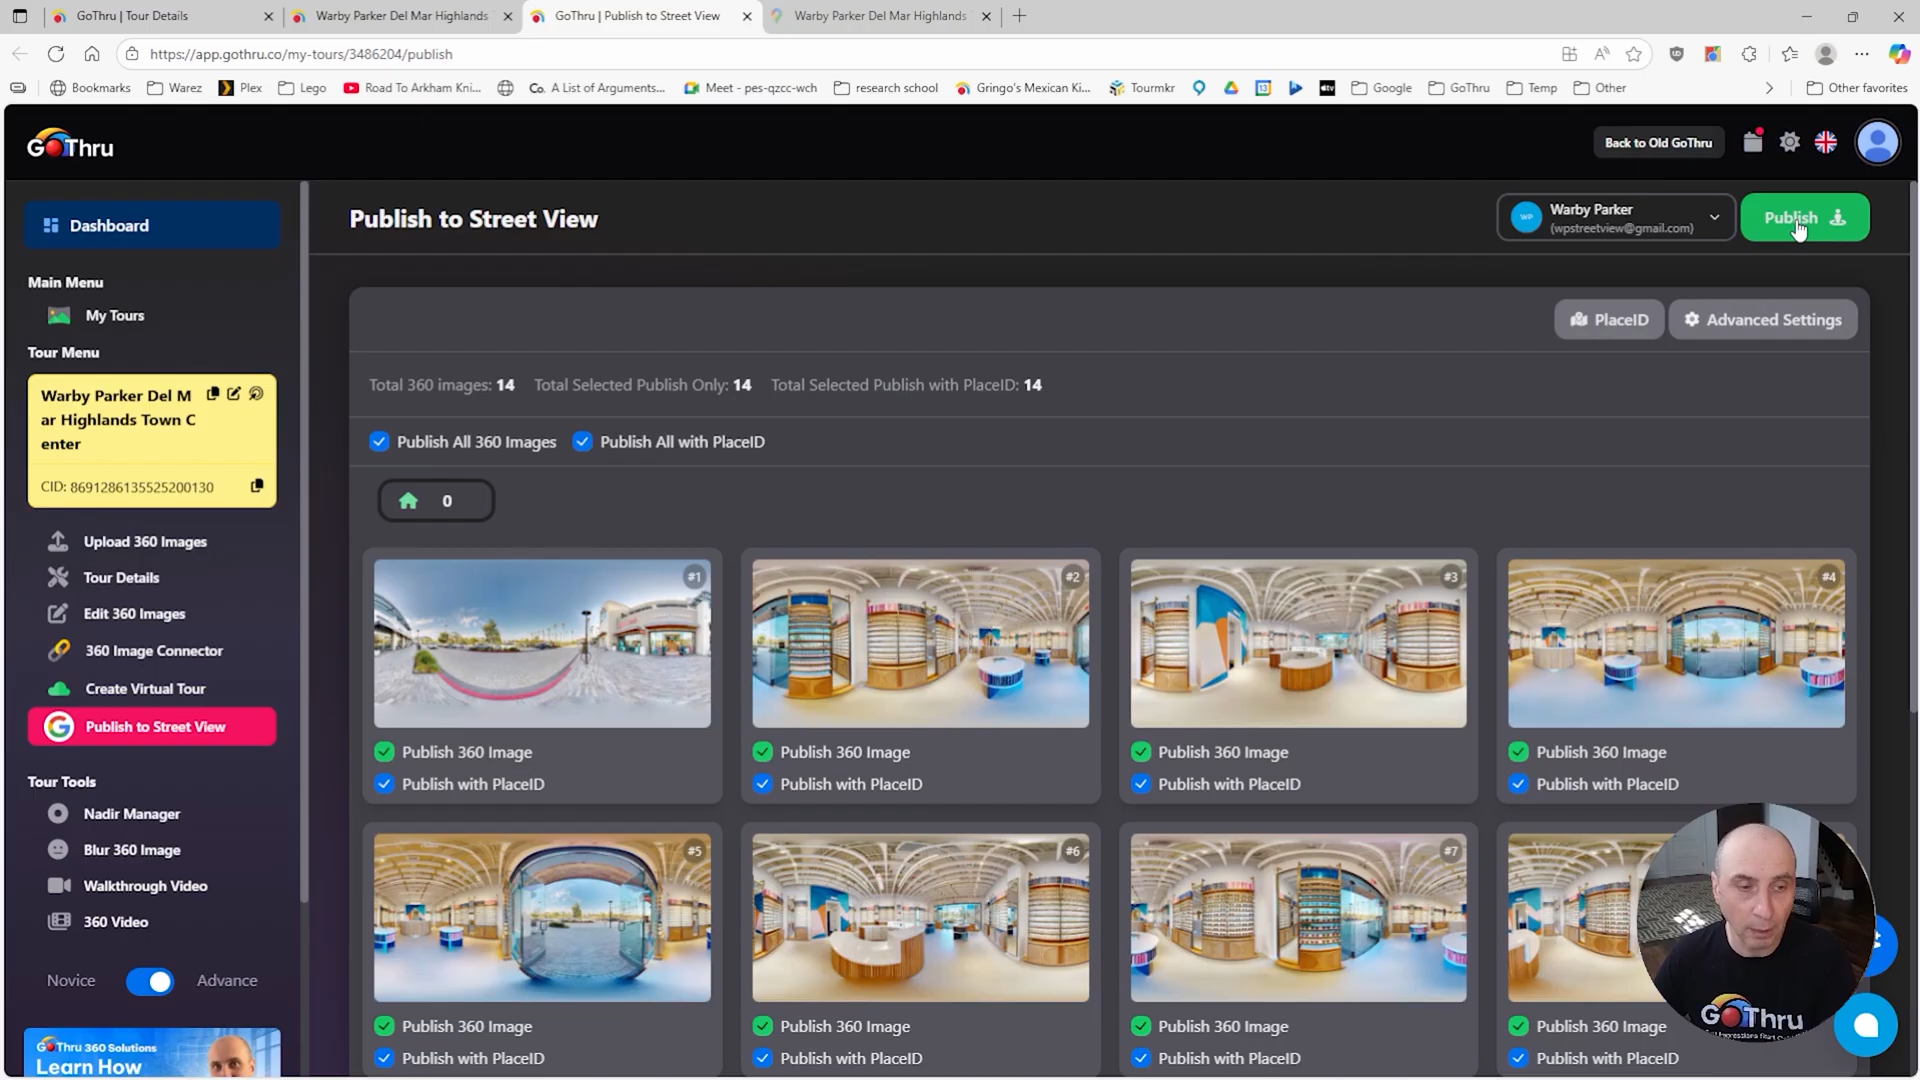 GoThru | Tour Details
Warby Parker Del Mar Highlands
GoThru | Publish to Street View
Warby Parker Del Mar Highlands
https://app.gothru.co/my-tours/3486204/publish
Bookmarks
Warez
Plex
Lego
Road To Arkham Kni...
Co. A List of Arguments...
Meet - pes-qzcc-wch
research school
Gringo's Mexican Ki...
Tourmkr
Google
GoThru
Temp
Other
Other favorites
GoThru
Back to Old GoThru
Dashboard
Main Menu
My Tours
Tour Menu
Warby Parker Del M
ar Highlands Town C
enter
CID: 8691286135525200130
Upload 360 Images
Tour Details
Edit 360 Images
360 Image Connector
Create Virtual Tour
Publish to Street View
Tour Tools
Nadir Manager
Blur 360 Image
Walkthrough Video
360 Video
Novice
Advance
GoThru 360 Solutions
Learn How
Publish to Street View
WP
Warby Parker
(wpstreetview@gmail.com)
Publish
PlaceID
Advanced Settings
Total 360 images: 14 Total Selected Publish Only: 14 Total Selected Publish with PlaceID: 14
Publish All 360 Images
Publish All with PlaceID
0
#1
#2
#3
#4
Publish 360 Image
Publish with PlaceID
Publish 360 Image
Publish with PlaceID
Publish 360 Image
Publish with PlaceID
Publish 360 Image
Publish with PlaceID
#5
#6
#7
Publish 360 Image
Publish with PlaceID
Publish 360 Image
Publish with PlaceID
Publish 360 Image
Publish with PlaceID
Publish 360 Image
Publish with PlaceID
GoThru